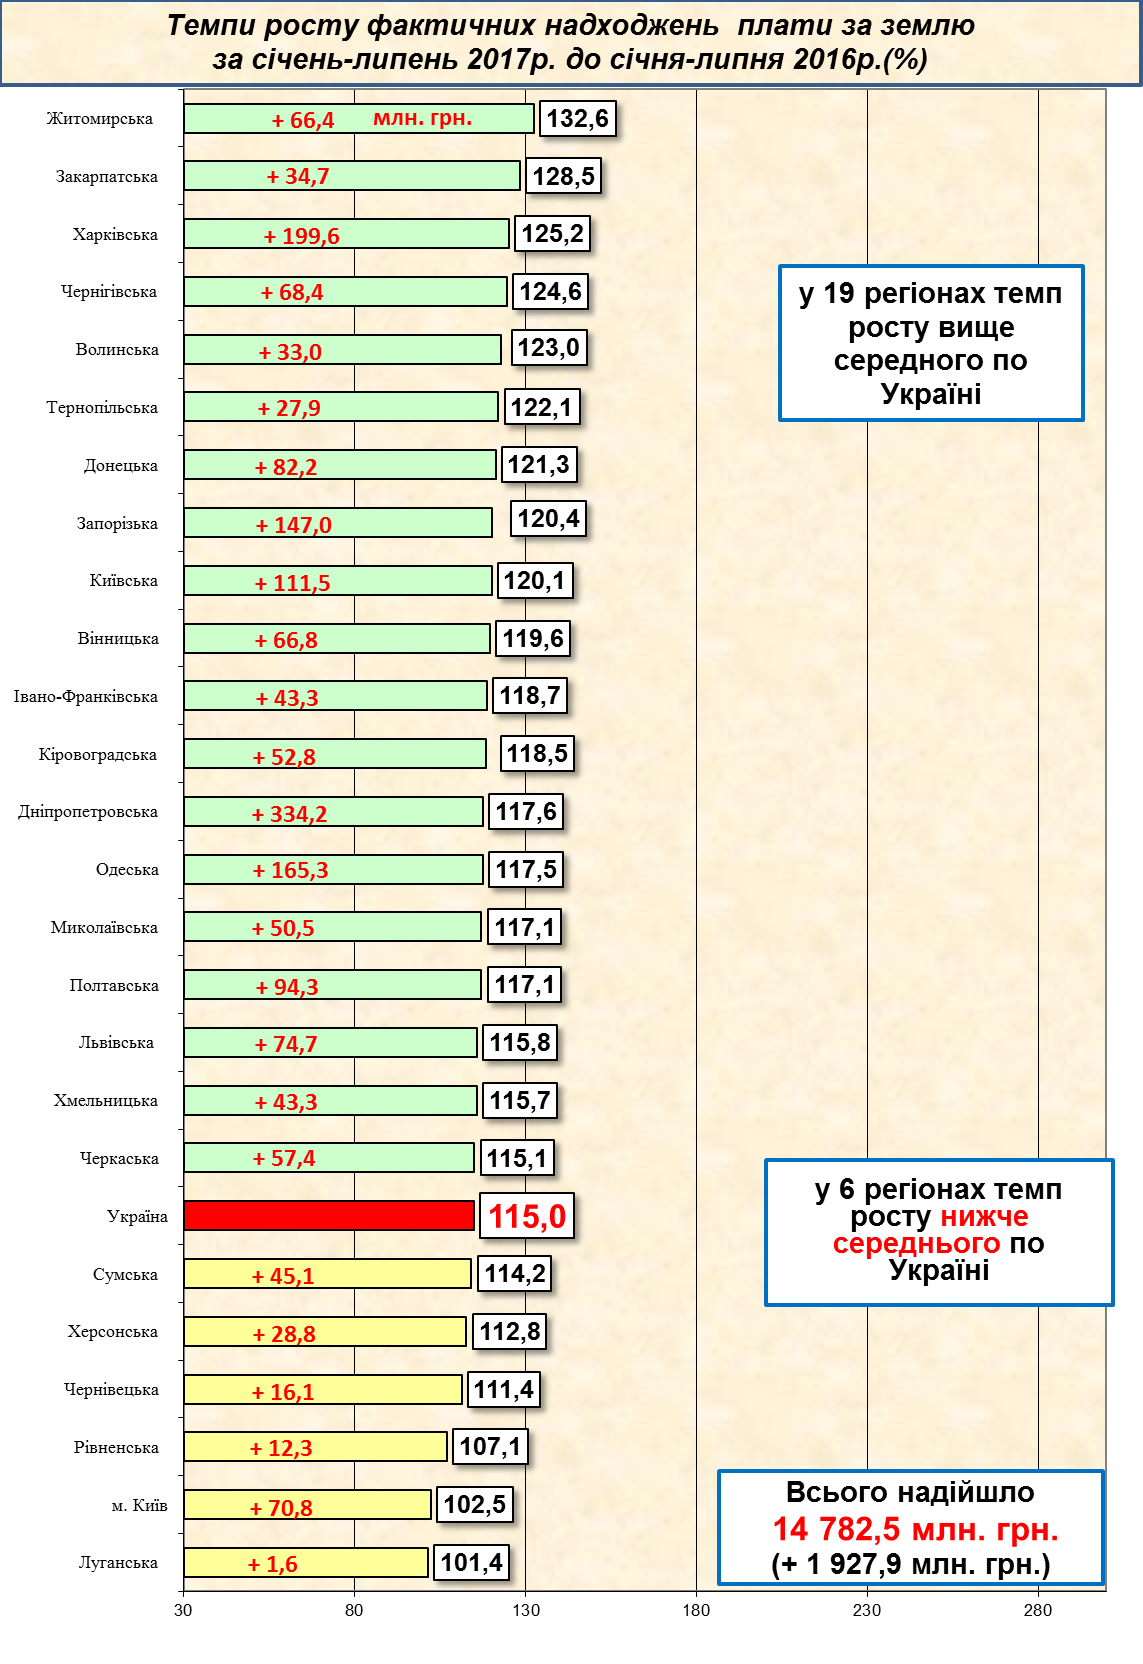 Темпи росту фактичних надходжень плати за землю
за січень-липень 2017р. до січня-липня 2016р.(%)
Житомирська + 66,4 млн. грн. 132,6
Закарпатська + 34,7 128,5
Харківська + 199,6 125,2
Чернігівська + 68,4 124,6
Волинська + 33,0 123,0
Тернопільська + 27,9 122,1
Донецька + 82,2 121,3
Запорізька + 147,0 120,4
Київська + 111,5 120,1
Вінницька + 66,8 119,6
Івано-Франківська + 43,3 118,7
Кіровоградська + 52,8 118,5
Дніпропетровська + 334,2 117,6
Одеська + 165,3 117,5
Миколаївська + 50,5 117,1
Полтавська + 94,3 117,1
Львівська + 74,7 115,8
Хмельницька + 43,3 115,7
Черкаська + 57,4 115,1
Україна 115,0
Сумська + 45,1 114,2
Херсонська + 28,8 112,8
Чернівецька + 16,1 111,4
Рівненська + 12,3 107,1
м. Київ + 70,8 102,5
Луганська + 1,6 101,4
30 80 130 180 230 280
у 19 регіонах темп
росту вище
середного по
Україні
у 6 регіонах темп
росту нижче
середнього по
Україні
Всього надійшло
14 782,5 млн. грн.
(+ 1 927,9 млн. грн.)